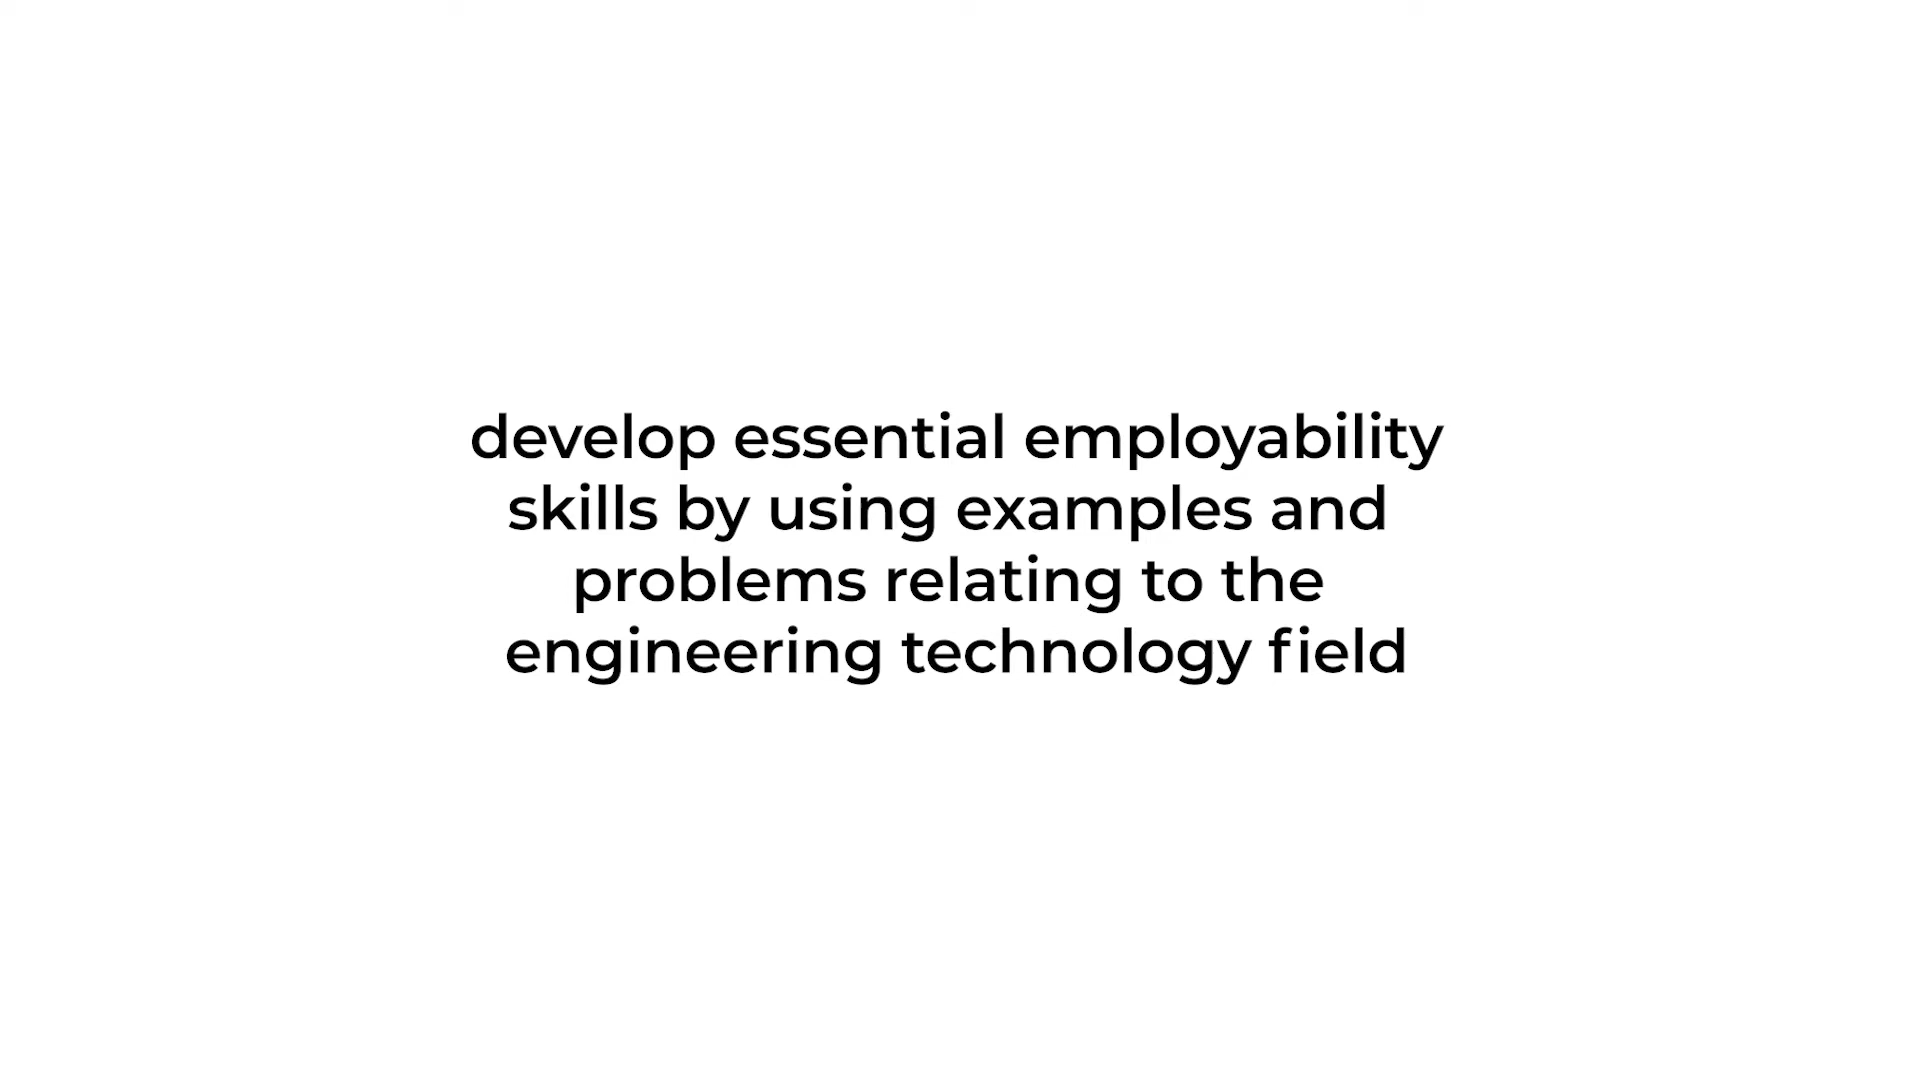 develop essential employability
skills by using examples and
problems relating to the
engineering technology field